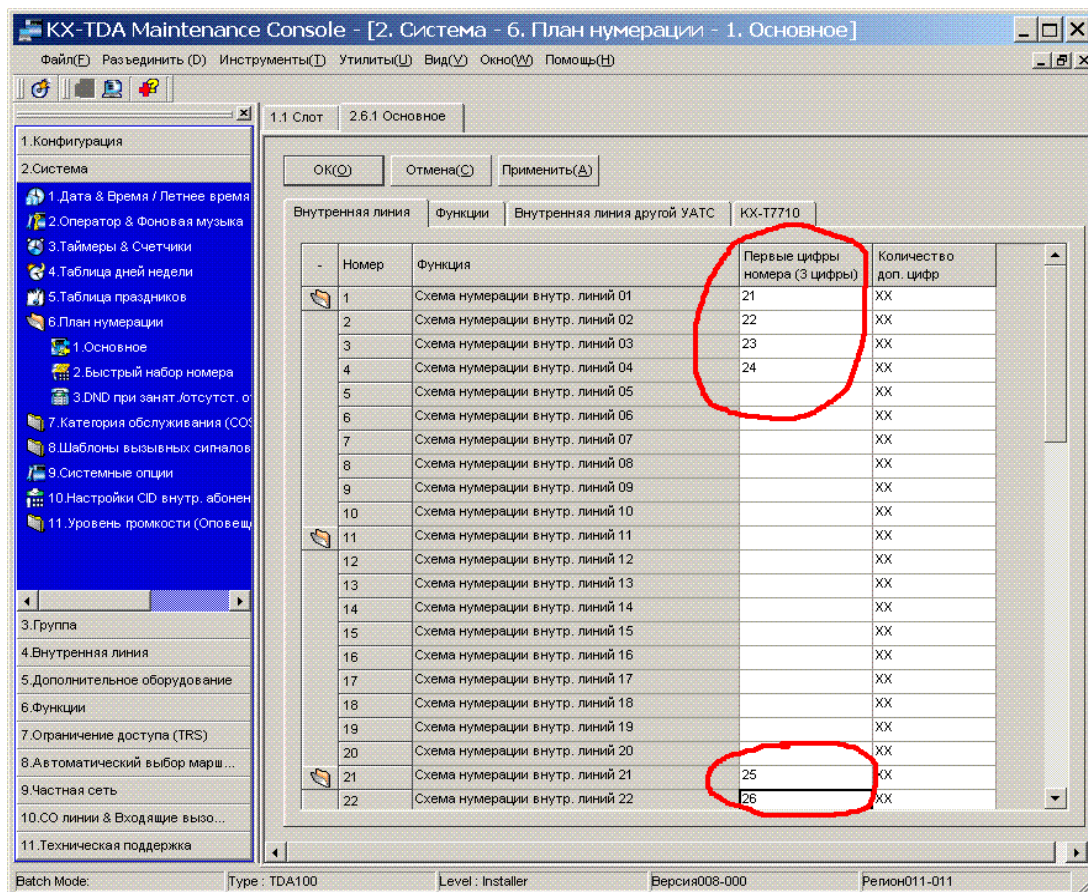 KX-TDA Maintenance Console - [2. Система - 6. План нумерации - 1. Основное]
Файл(F) Разъединить (D) Инструменты(T) Утилиты(U) Вид(V) Окно(W) Помощь(H)
1.1 Слот 2.6.1 Основное
1.Конфигурация
2.Система
1.Дата & Время / Летнее время
2.Оператор & Фоновая музыка
3.Таймеры & Счетчики
4.Таблица дней недели
5.Таблица праздников
6.План нумерации
1.Основное
2.Быстрый набор номера
3.DND при занят./отсутст. о
7.Категория обслуживания (COS
8.Шаблоны вызывных сигналов
9.Системные опции
10.Настройки CID внутр. абонен
11.Уровень громкости (Оповещ
3.Группа
4.Внутренняя линия
5.Дополнительное оборудование
6.Функции
7.Ограничение доступа (TRS)
8.Автоматический выбор марш...
9.Частная сеть
10.CO линии & Входящие вызо...
11.Техническая поддержка
OK(O) Отмена(C) Применить(A)
Внутренняя линия Функции Внутренняя линия другой УАТС KX-T7710
- Номер Функция Первые цифры номера (3 цифры) Количество доп. цифр
1 Схема нумерации внутр. линий 01 21 XX
2 Схема нумерации внутр. линий 02 22 XX
3 Схема нумерации внутр. линий 03 23 XX
4 Схема нумерации внутр. линий 04 24 XX
5 Схема нумерации внутр. линий 05 XX
6 Схема нумерации внутр. линий 06 XX
7 Схема нумерации внутр. линий 07 XX
8 Схема нумерации внутр. линий 08 XX
9 Схема нумерации внутр. линий 09 XX
10 Схема нумерации внутр. линий 10 XX
11 Схема нумерации внутр. линий 11 XX
12 Схема нумерации внутр. линий 12 XX
13 Схема нумерации внутр. линий 13 XX
14 Схема нумерации внутр. линий 14 XX
15 Схема нумерации внутр. линий 15 XX
16 Схема нумерации внутр. линий 16 XX
17 Схема нумерации внутр. линий 17 XX
18 Схема нумерации внутр. линий 18 XX
19 Схема нумерации внутр. линий 19 XX
20 Схема нумерации внутр. линий 20 XX
21 Схема нумерации внутр. линий 21 25 XX
22 Схема нумерации внутр. линий 22 26 XX
Batch Mode: Type : TDA100 Level : Installer Версия008-000 Регион011-011